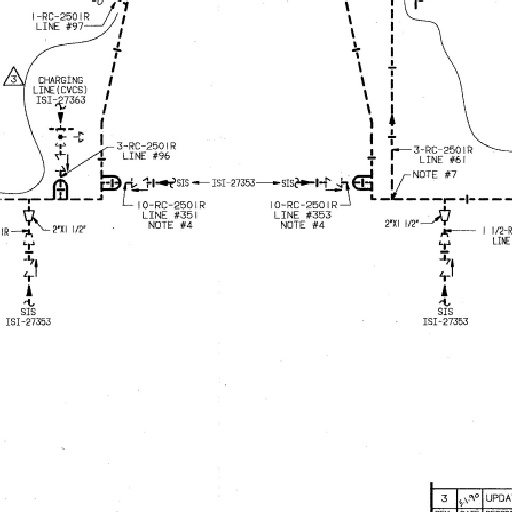 1-RC-2501R
LINE #97
3
CHARGING
LINE (CVCS)
ISI-27363
3-RC-2501R
LINE #96
3-RC-2501R
LINE #61
NOTE #7
SIS
ISI-27353
SIS
10-RC-2501R
LINE #351
NOTE #4
10-RC-2501R
LINE #353
NOTE #4
2"X1 1/2"
2"X1 1/2"
1 1/2-R
LINE
SIS
ISI-27353
SIS
ISI-27353
3
UPDA